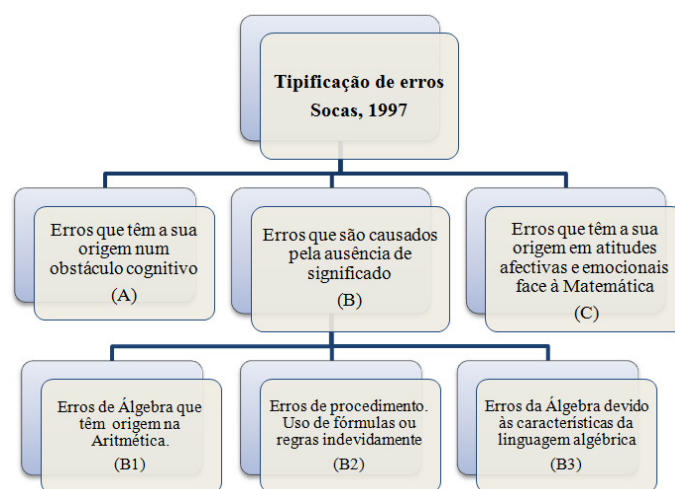 Tipificação de erros
Socas, 1997
Erros que têm a sua
origem num
obstáculo cognitivo
(A)
Erros que são causados
pela ausência de
significado
(B)
Erros que têm a sua
origem em atitudes
afectivas e emocionais
face à Matemática
(C)
Erros de Álgebra que
têm origem na
Aritmética.
(B1)
Erros de procedimento.
Uso de fórmulas ou
regras indevidamente
(B2)
Erros da Álgebra devido
às características da
linguagem algébrica
(B3)